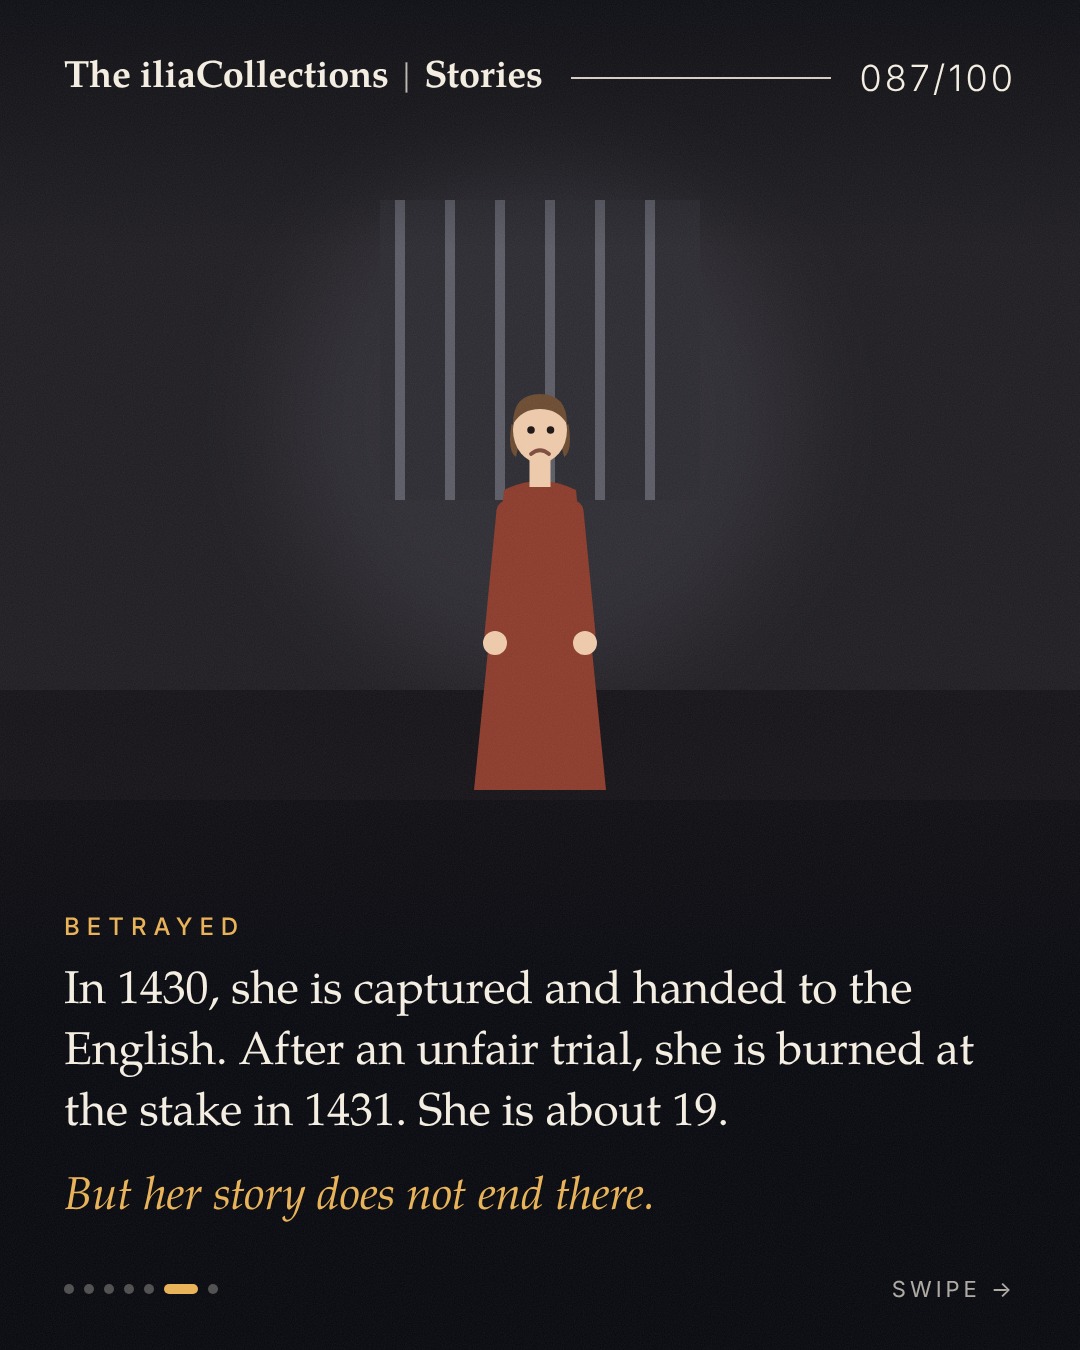 The iliaCollections | Stories 087/100
BETRAYED
In 1430, she is captured and handed to the
English. After an unfair trial, she is burned at
the stake in 1431. She is about 19.
But her story does not end there.
SWIPE →